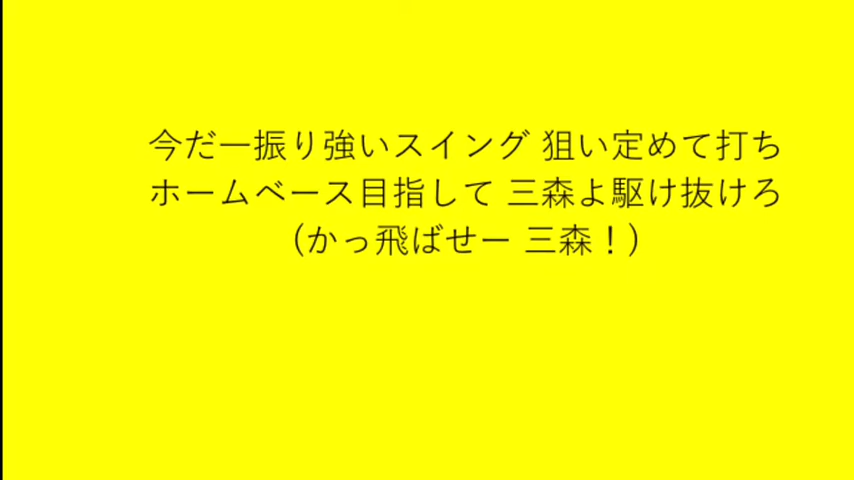 今だ一振り強いスイング 狙い定めて打ち
ホームベース目指して 三森よ駆け抜けろ
(かっ飛ばせー 三森！)